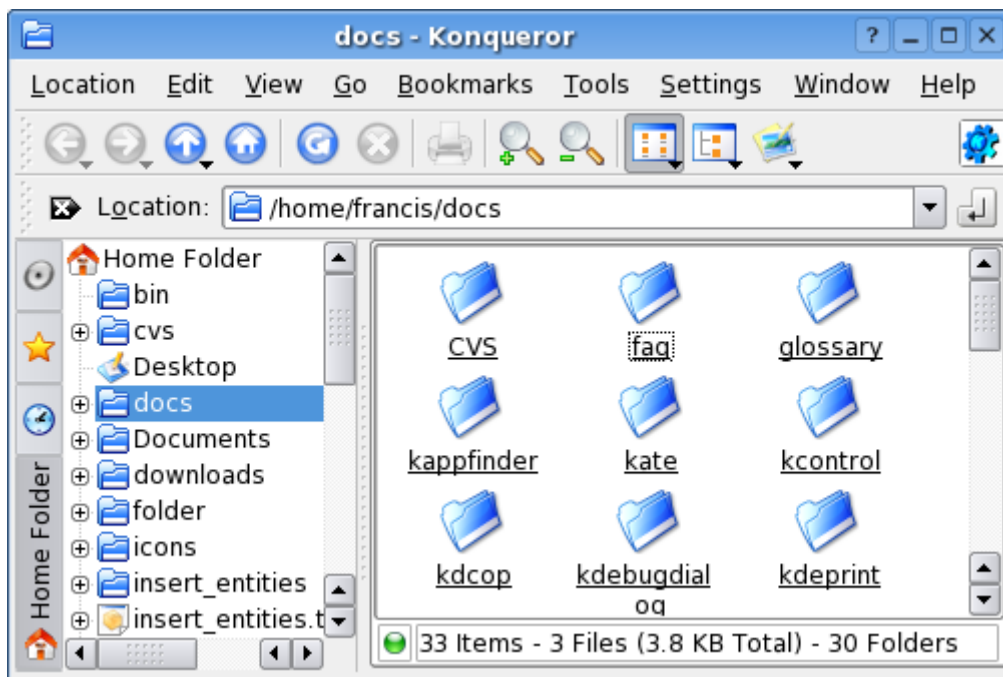 docs - Konqueror
Location Edit View Go Bookmarks Tools Settings Window Help
Location: /home/francis/docs
Home Folder
Home Folder
bin
cvs
Desktop
docs
Documents
downloads
folder
icons
insert_entities
insert_entities.t
CVS faq glossary
kappfinder kate kcontrol
kdcop kdebugdialog kdeprint
33 Items - 3 Files (3.8 KB Total) - 30 Folders